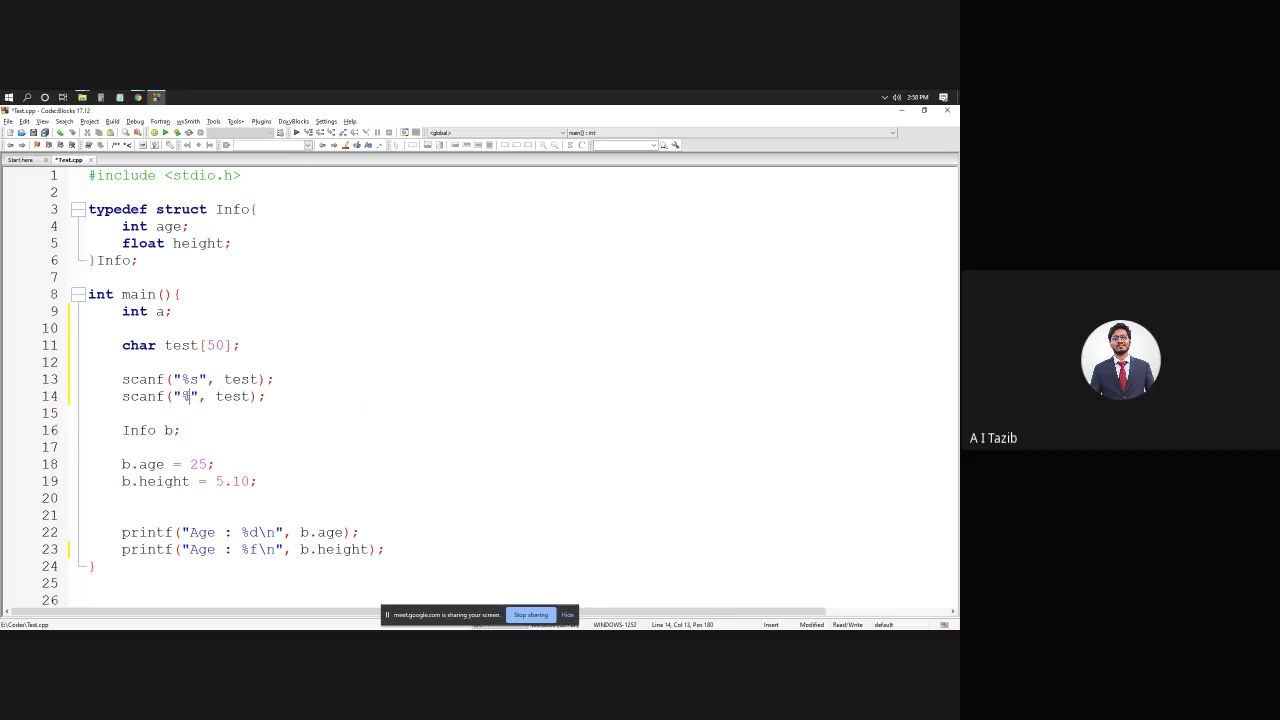 2:58 PM
*Test.cpp - Code::Blocks 17.12
File Edit View Search Project Build Debug Fortran wxSmith Tools Tools+ Plugins DoxyBlocks Settings Help
<global> main() : int
Start here *Test.cpp
1 #include <stdio.h>
2
3 typedef struct Info{
4 int age;
5 float height;
6 }Info;
7
8 int main(){
9 int a;
10
11 char test[50];
12
13 scanf("%s", test);
14 scanf("%", test);
15
16 Info b;
17
18 b.age = 25;
19 b.height = 5.10;
20
21
22 printf("Age : %d\n", b.age);
23 printf("Age : %f\n", b.height);
24 }
25
26
meet.google.com is sharing your screen. Stop sharing Hide
E:\Codes\Test.cpp WINDOWS-1252 Line 14, Col 13, Pos 180 Insert Modified Read/Write default
A I Tazib